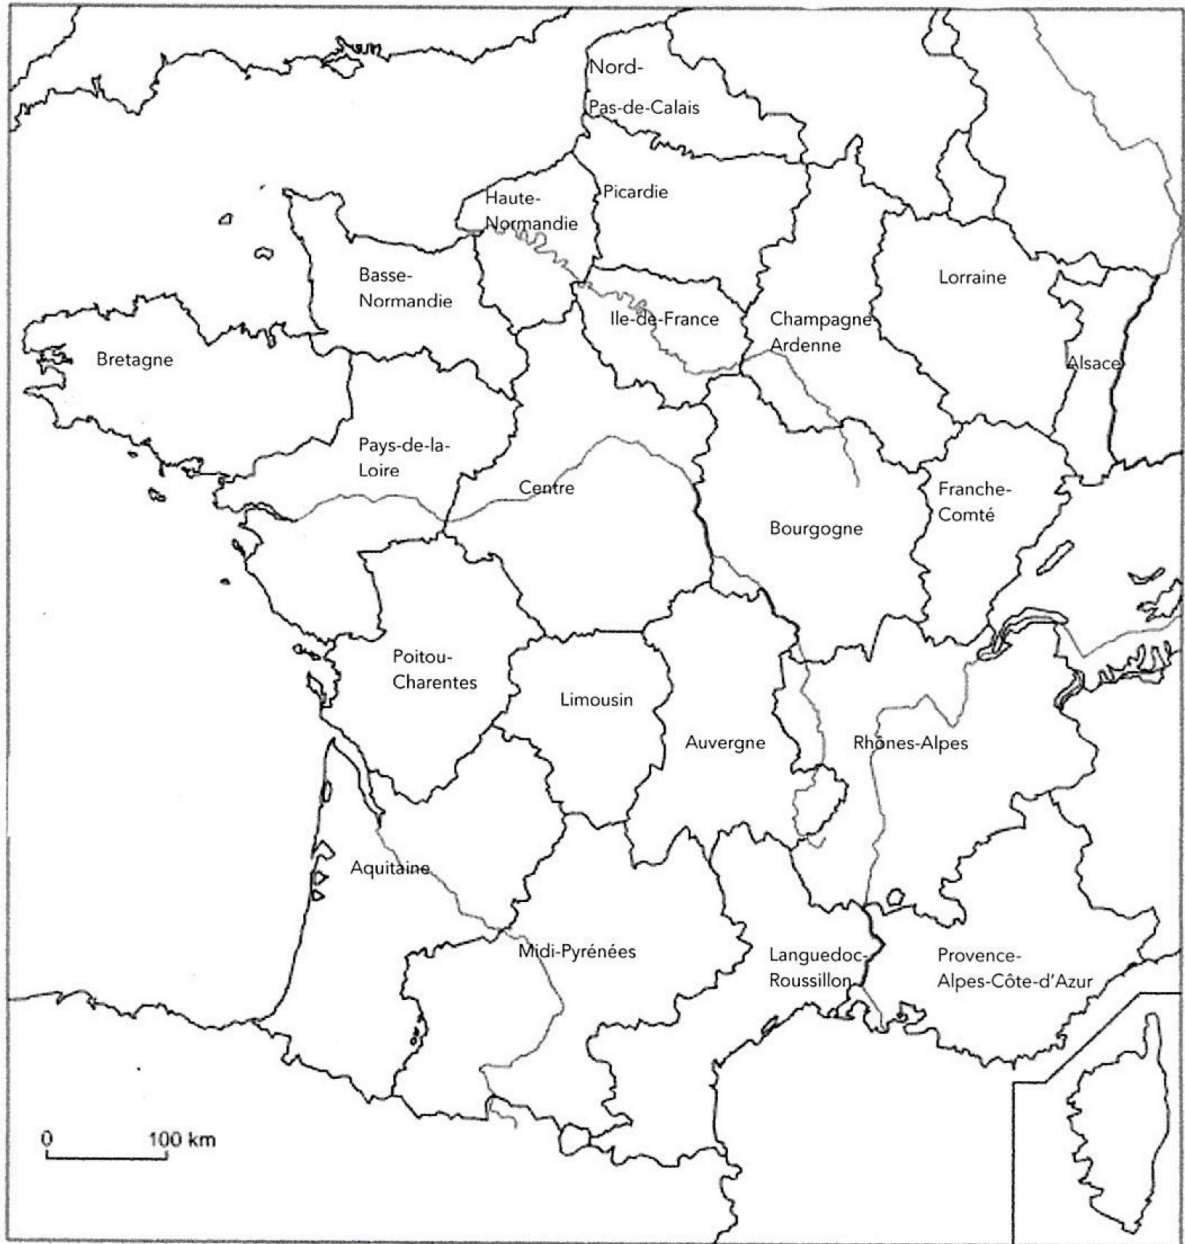 Nord-
Pas-de-Calais
Picardie
Haute-
Normandie
Basse-
Normandie
Ile-de-France
Champagne
Ardenne
Lorraine
Alsace
Bretagne
Pays-de-la-
Loire
Centre
Bourgogne
Franche-
Comté
Poitou-
Charentes
Limousin
Auvergne
Rhônes-Alpes
Aquitaine
Midi-Pyrénées
Languedoc-
Roussillon
Provence-
Alpes-Côte-d'Azur
0 100 km